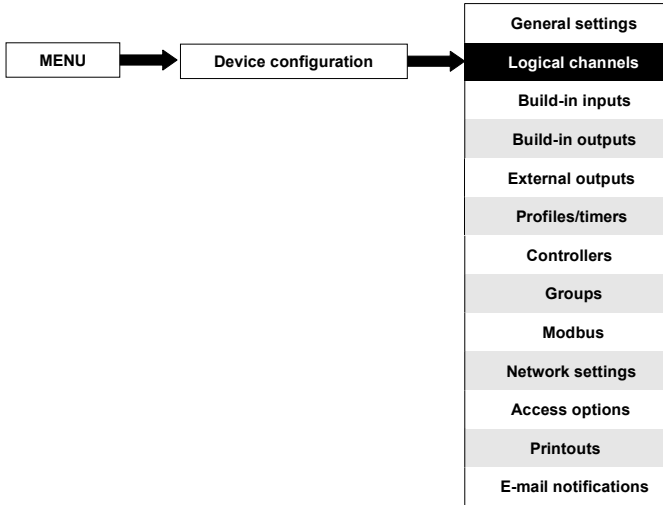 General settings
MENU
Device configuration
Logical channels
Build-in inputs
Build-in outputs
External outputs
Profiles/timers
Controllers
Groups
Modbus
Network settings
Access options
Printouts
E-mail notifications